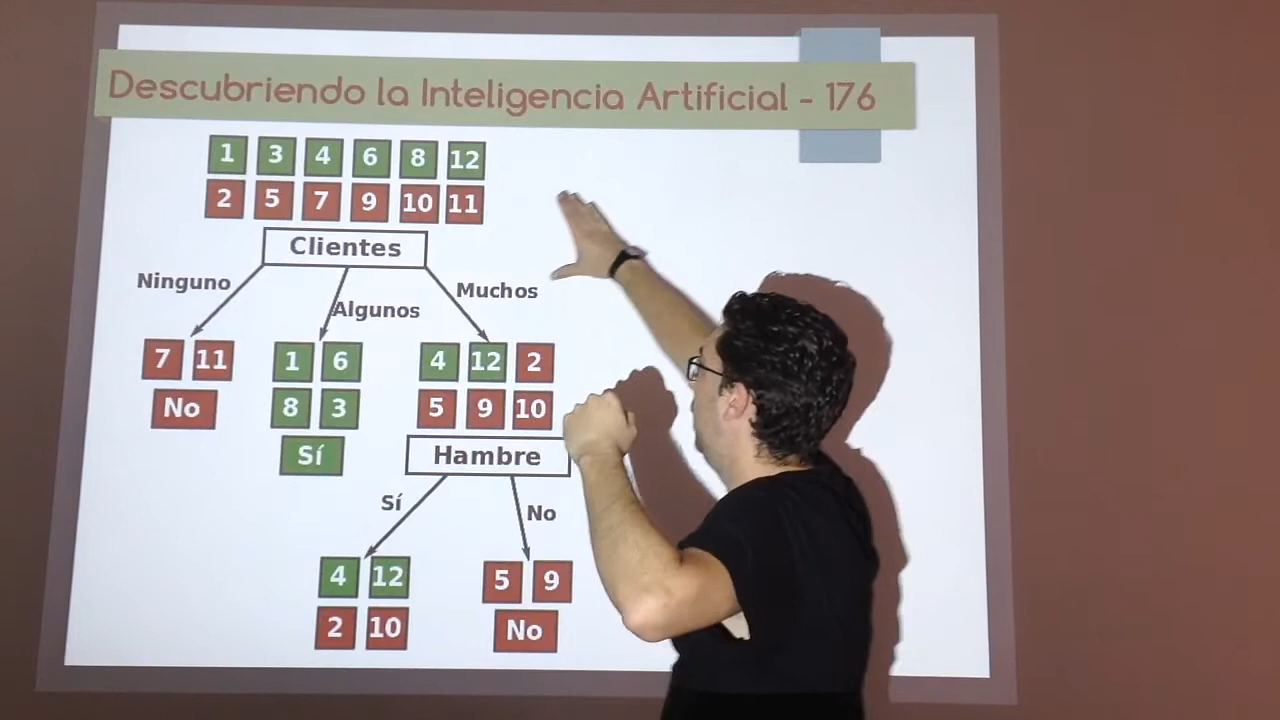 Descubriendo la Inteligencia Artificial - 176
1 3 4 6 8 12
2 5 7 9 10 11
Clientes
Ninguno
Algunos
Muchos
7 11
1 6
4 12 2
No
8 3
5 9 10
Sí
Hambre
Sí
No
4 12
5 9
2 10
No